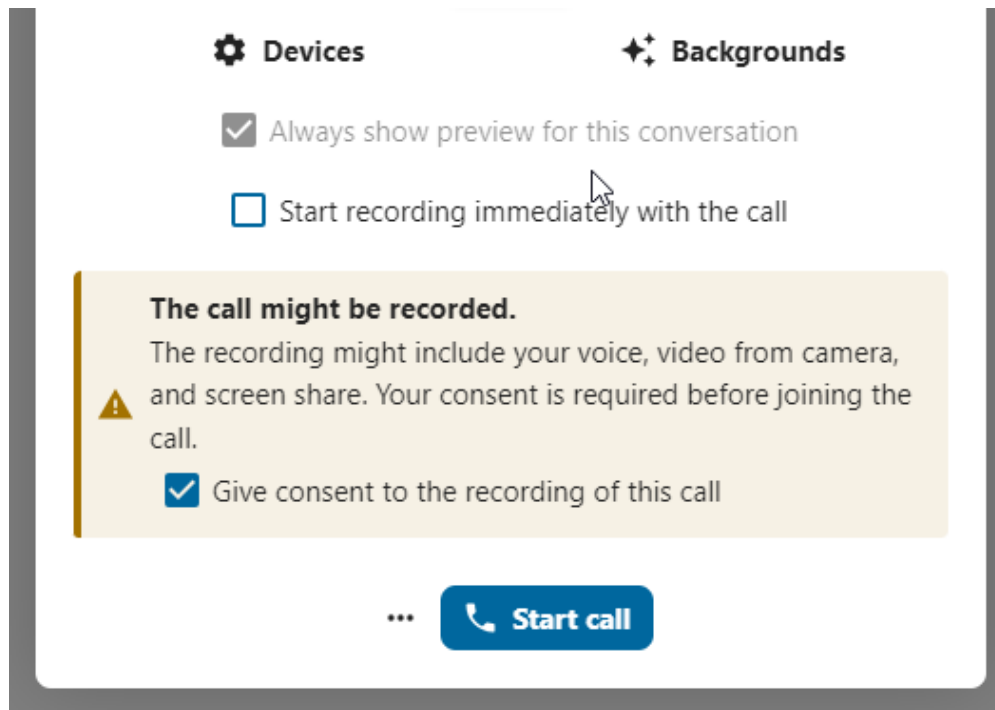 Devices
Backgrounds
Always show preview for this conversation
Start recording immediately with the call
The call might be recorded.
The recording might include your voice, video from camera,
and screen share. Your consent is required before joining the
call.
Give consent to the recording of this call
Start call